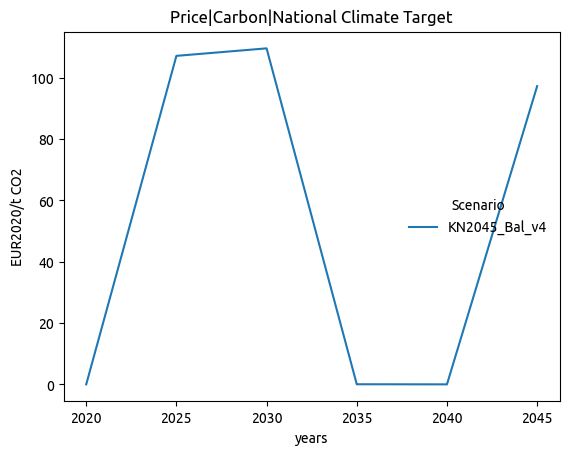 Price|Carbon|National Climate Target
EUR2020/t CO2
100
80
60
40
20
0
Scenario
KN2045_Bal_v4
2020 2025 2030 2035 2040 2045
years